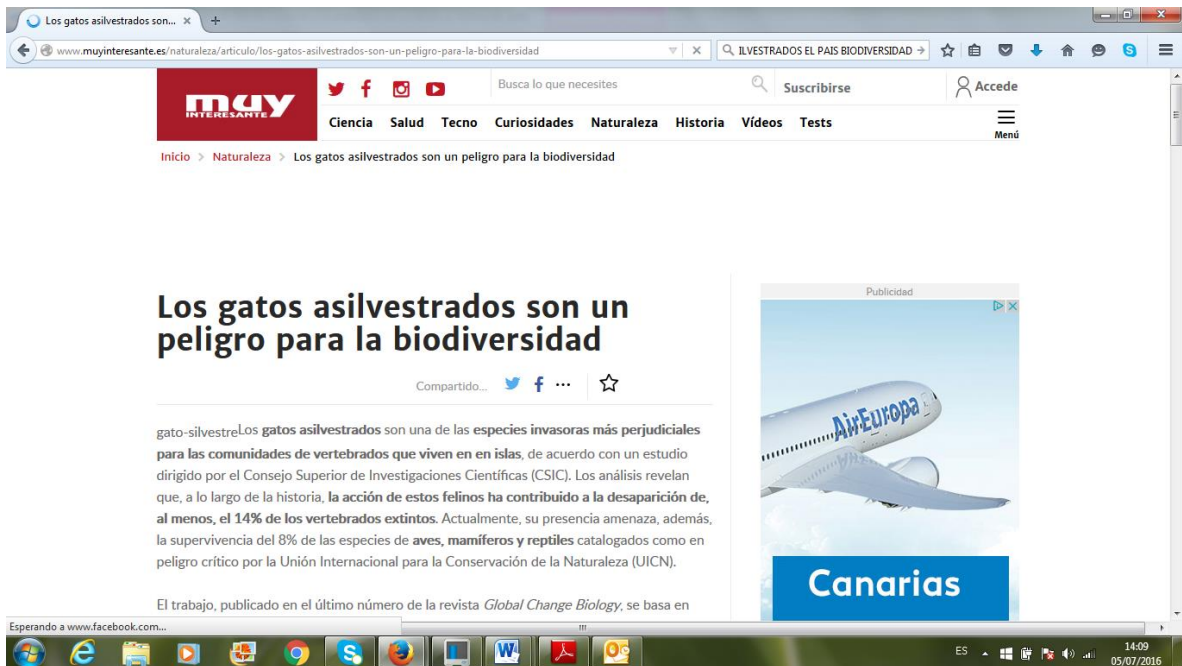 Los gatos asilvestrados son...
www.muyinteresante.es/naturaleza/articulo/los-gatos-asilvestrados-son-un-peligro-para-la-biodiversidad
ILVESTRADOS EL PAIS BIODIVERSIDAD
muy
INTERESANTE
Busca lo que necesites
Suscribirse
Accede
Ciencia Salud Tecno Curiosidades Naturaleza Historia Vídeos Tests
Menú
Inicio > Naturaleza > Los gatos asilvestrados son un peligro para la biodiversidad
Los gatos asilvestrados son un
peligro para la biodiversidad
Compartido...
gato-silvestreLos gatos asilvestrados son una de las especies invasoras más perjudiciales
para las comunidades de vertebrados que viven en en islas, de acuerdo con un estudio
dirigido por el Consejo Superior de Investigaciones Científicas (CSIC). Los análisis revelan
que, a lo largo de la historia, la acción de estos felinos ha contribuido a la desaparición de,
al menos, el 14% de los vertebrados extintos. Actualmente, su presencia amenaza, además,
la supervivencia del 8% de las especies de aves, mamíferos y reptiles catalogados como en
peligro crítico por la Unión Internacional para la Conservación de la Naturaleza (UICN).
El trabajo, publicado en el último número de la revista Global Change Biology, se basa en
Publicidad
AirEuropa
Canarias
Esperando a www.facebook.com...
ES
14:09
05/07/2016